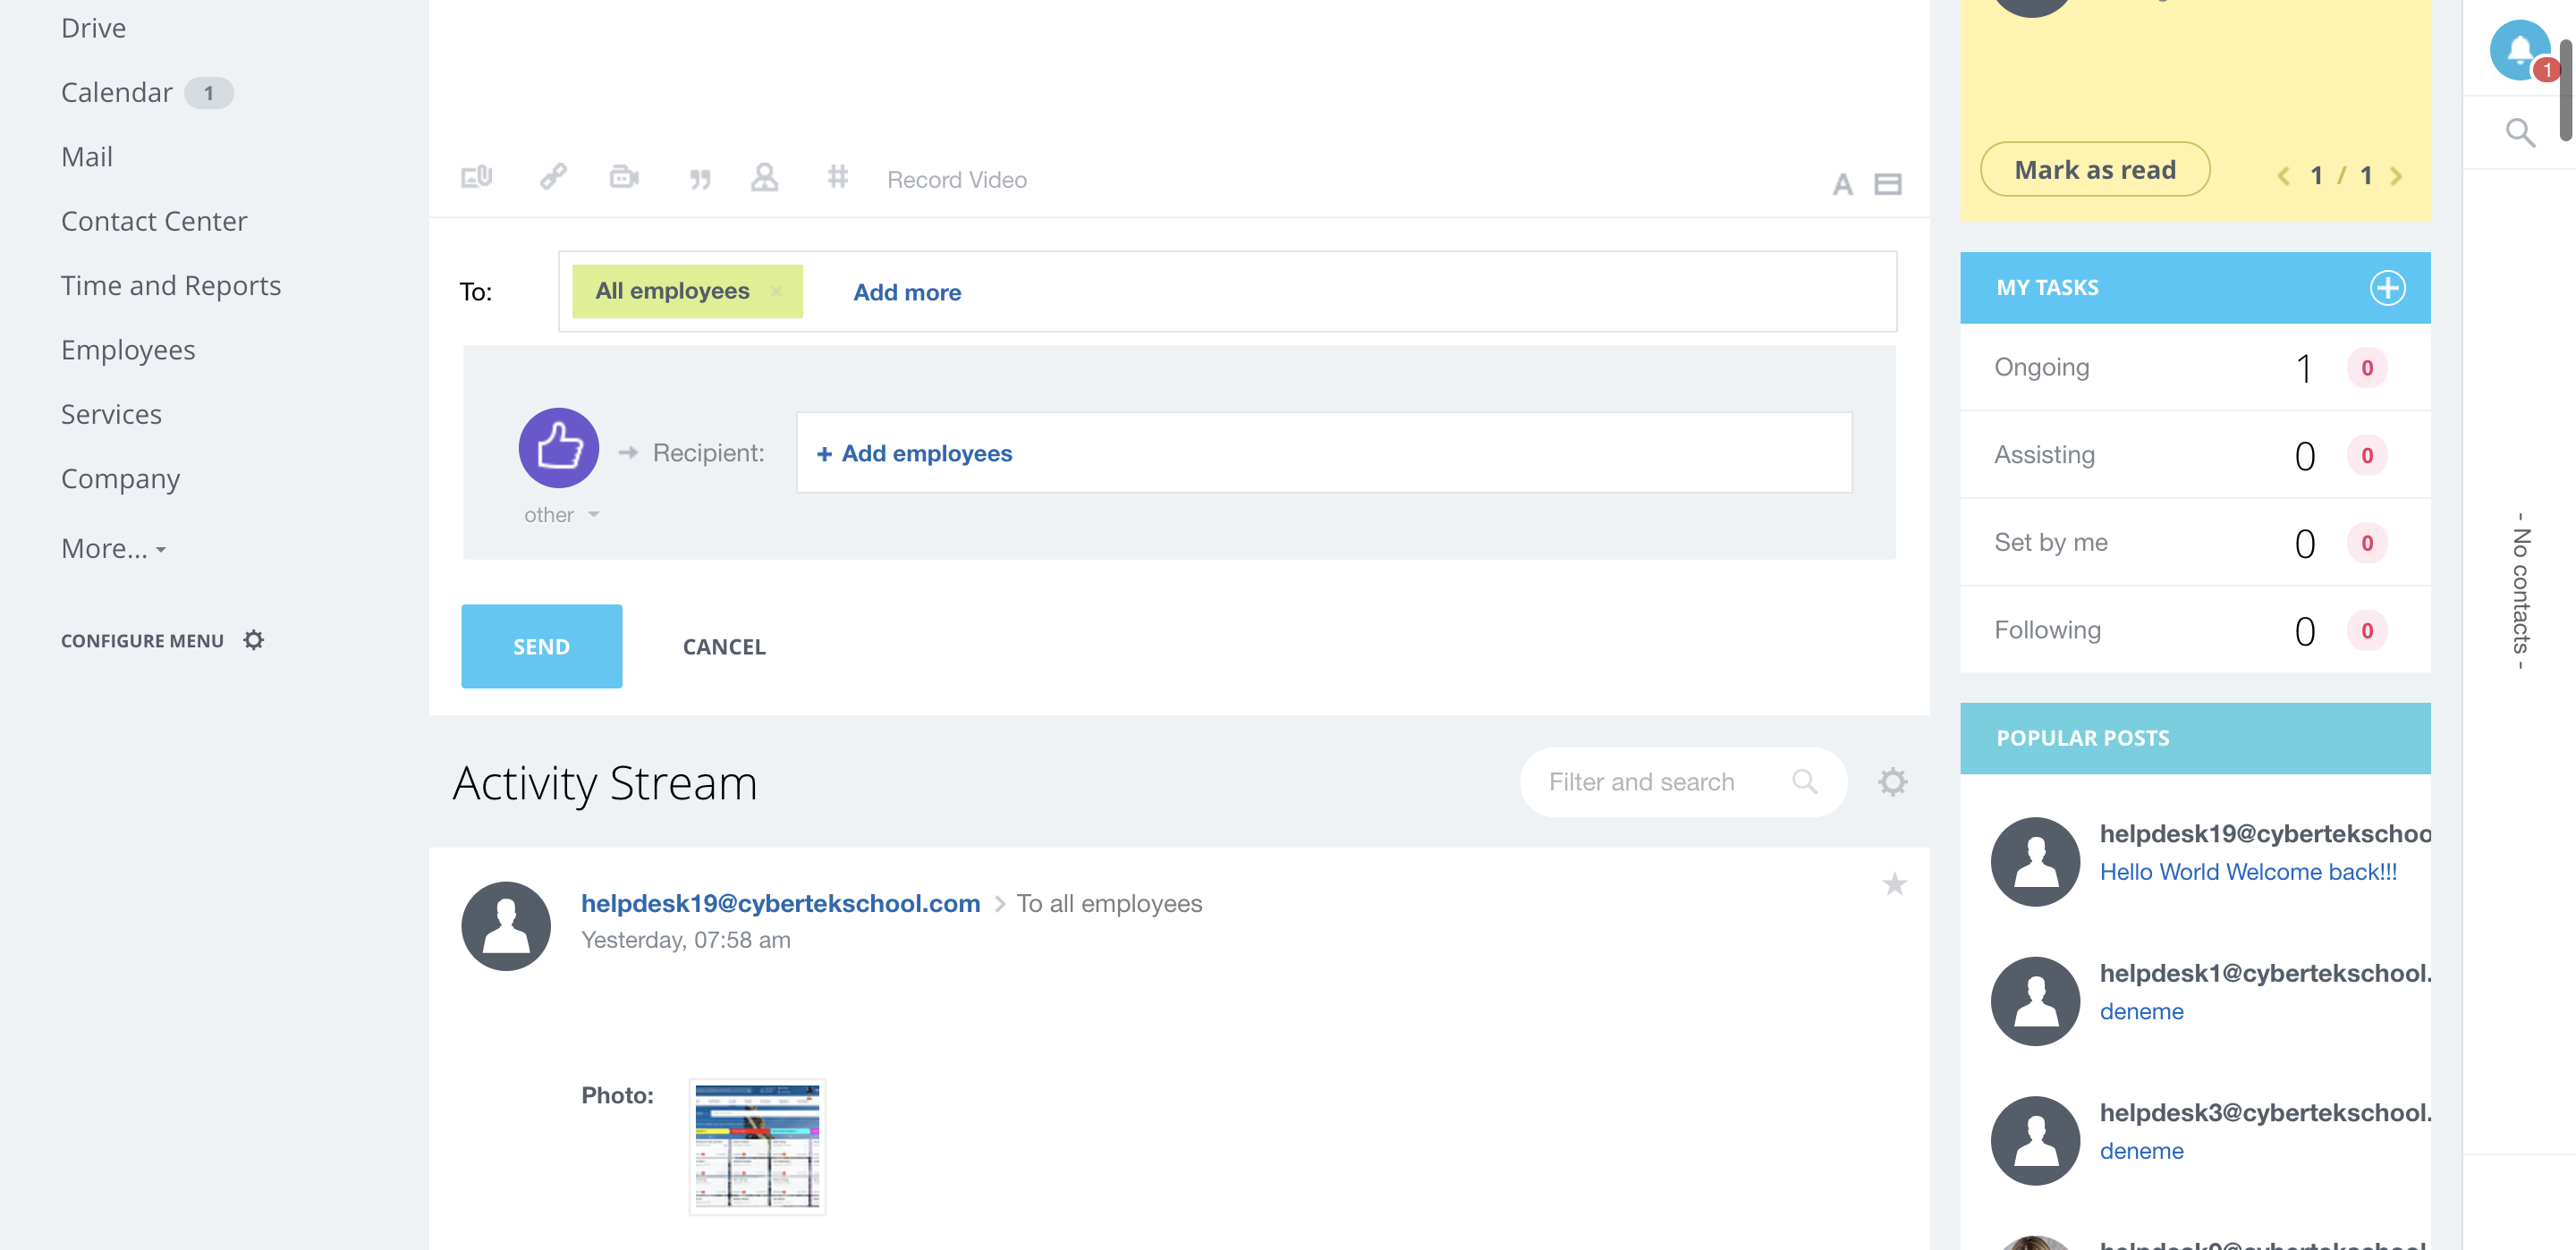 Drive
Calendar 1
Mail
Contact Center
Time and Reports
Employees
Services
Company
More...
CONFIGURE MENU
Record Video
A
To: All employees × Add more
Recipient: + Add employees
other
SEND CANCEL
Activity Stream
Filter and search
helpdesk19@cybertekschool.com > To all employees
Yesterday, 07:58 am
Photo:
Mark as read
1 / 1
MY TASKS
Ongoing 1 0
Assisting 0 0
Set by me 0 0
Following 0 0
POPULAR POSTS
helpdesk19@cybertekschoo
Hello World Welcome back!!!
helpdesk1@cybertekschool.
deneme
helpdesk3@cybertekschool.
deneme
1
- No contacts -